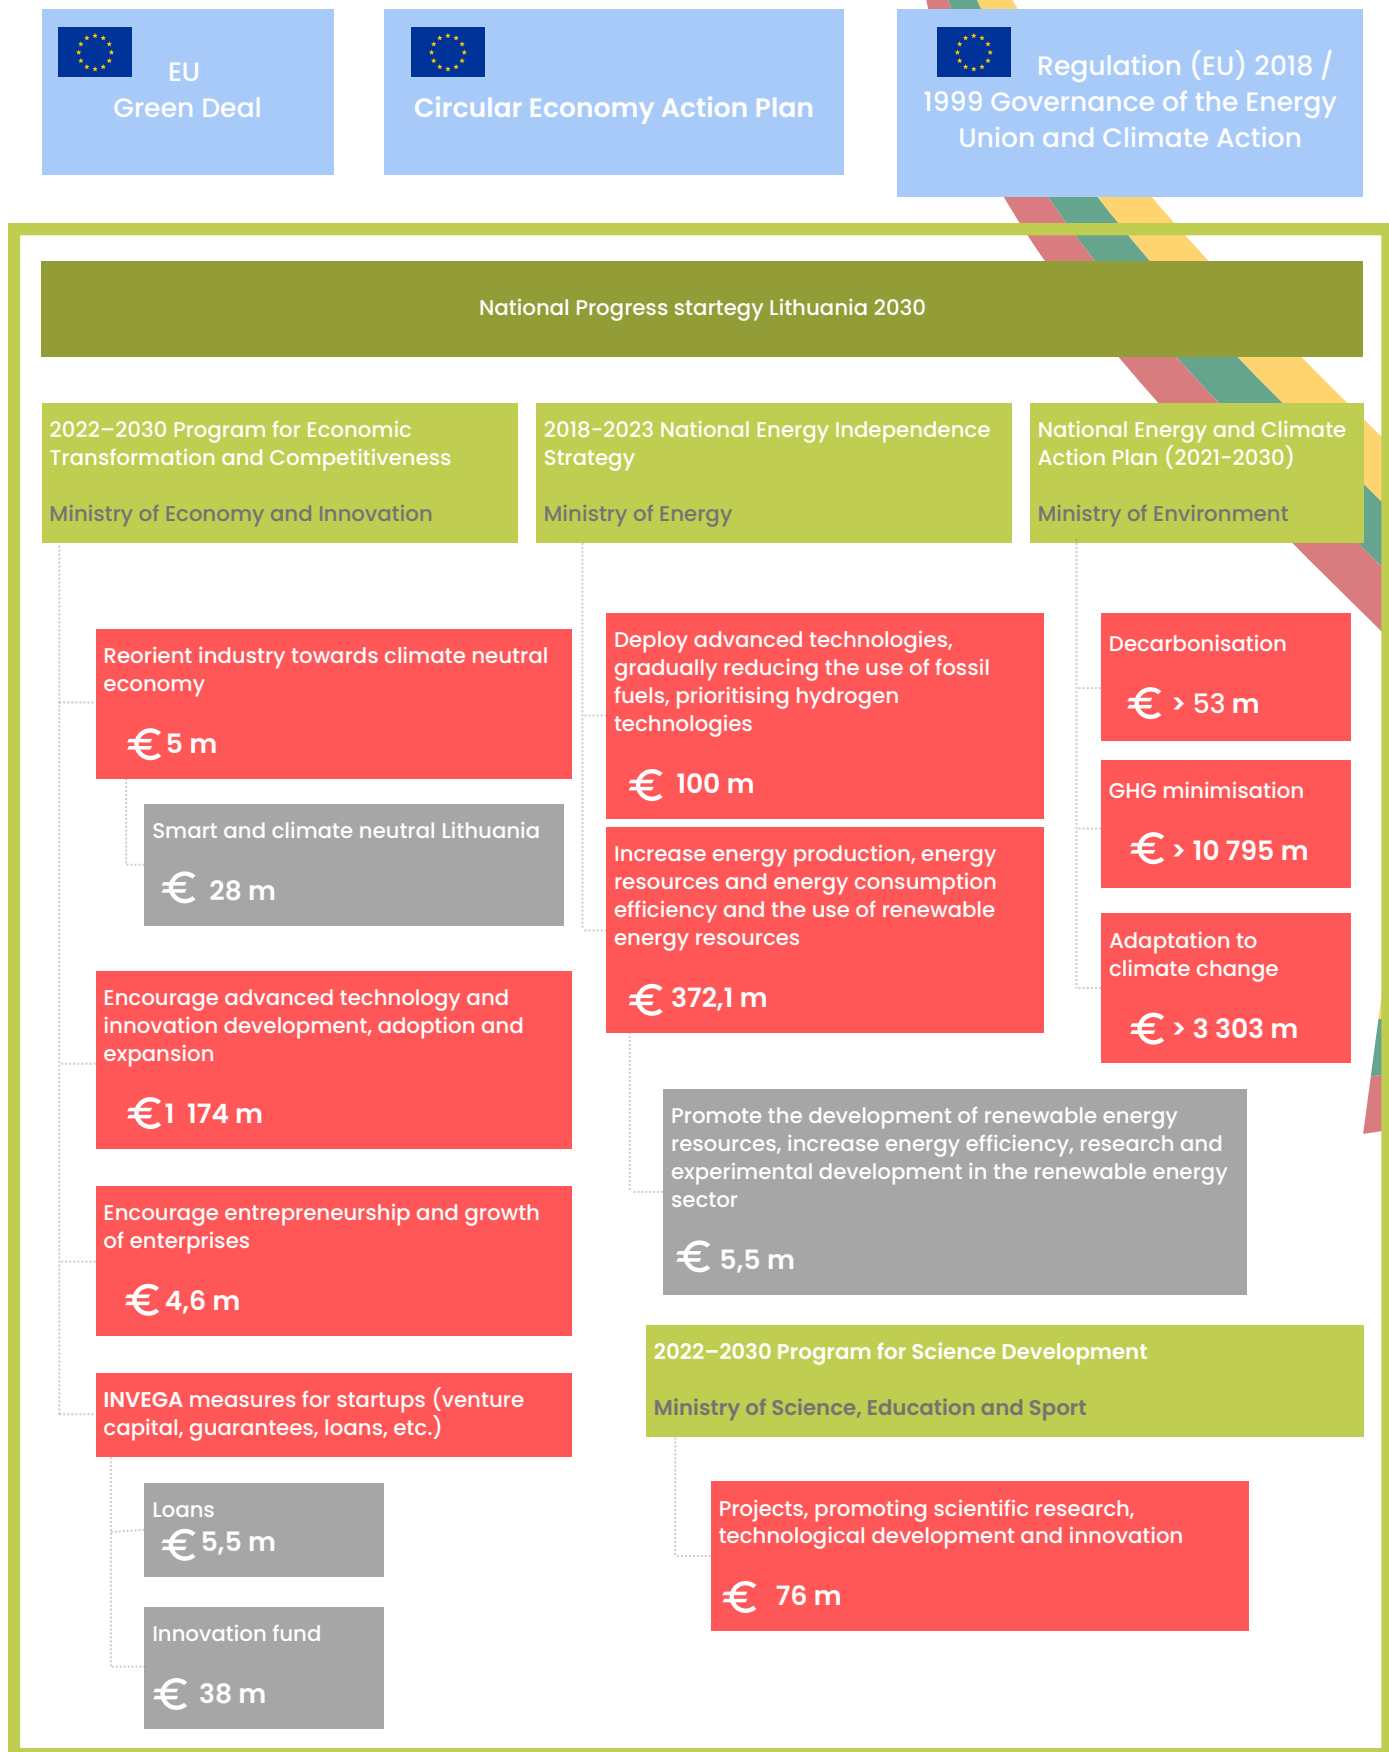 EU
Green Deal
Circular Economy Action Plan
Regulation (EU) 2018 /
1999 Governance of the Energy
Union and Climate Action
National Progress startegy Lithuania 2030
2022–2030 Program for Economic
Transformation and Competitiveness
Ministry of Economy and Innovation
Reorient industry towards climate neutral
economy
€ 5 m
Smart and climate neutral Lithuania
€ 28 m
Encourage advanced technology and
innovation development, adoption and
expansion
€ 1 174 m
Encourage entrepreneurship and growth
of enterprises
€ 4,6 m
INVEGA measures for startups (venture
capital, guarantees, loans, etc.)
Loans
€ 5,5 m
Innovation fund
€ 38 m
2018-2023 National Energy Independence
Strategy
Ministry of Energy
Deploy advanced technologies,
gradually reducing the use of fossil
fuels, prioritising hydrogen
technologies
€ 100 m
Increase energy production, energy
resources and energy consumption
efficiency and the use of renewable
energy resources
€ 372,1 m
Promote the development of renewable energy
resources, increase energy efficiency, research and
experimental development in the renewable energy
sector
€ 5,5 m
National Energy and Climate
Action Plan (2021-2030)
Ministry of Environment
Decarbonisation
€ > 53 m
GHG minimisation
€ > 10 795 m
Adaptation to
climate change
€ > 3 303 m
2022–2030 Program for Science Development
Ministry of Science, Education and Sport
Projects, promoting scientific research,
technological development and innovation
€ 76 m